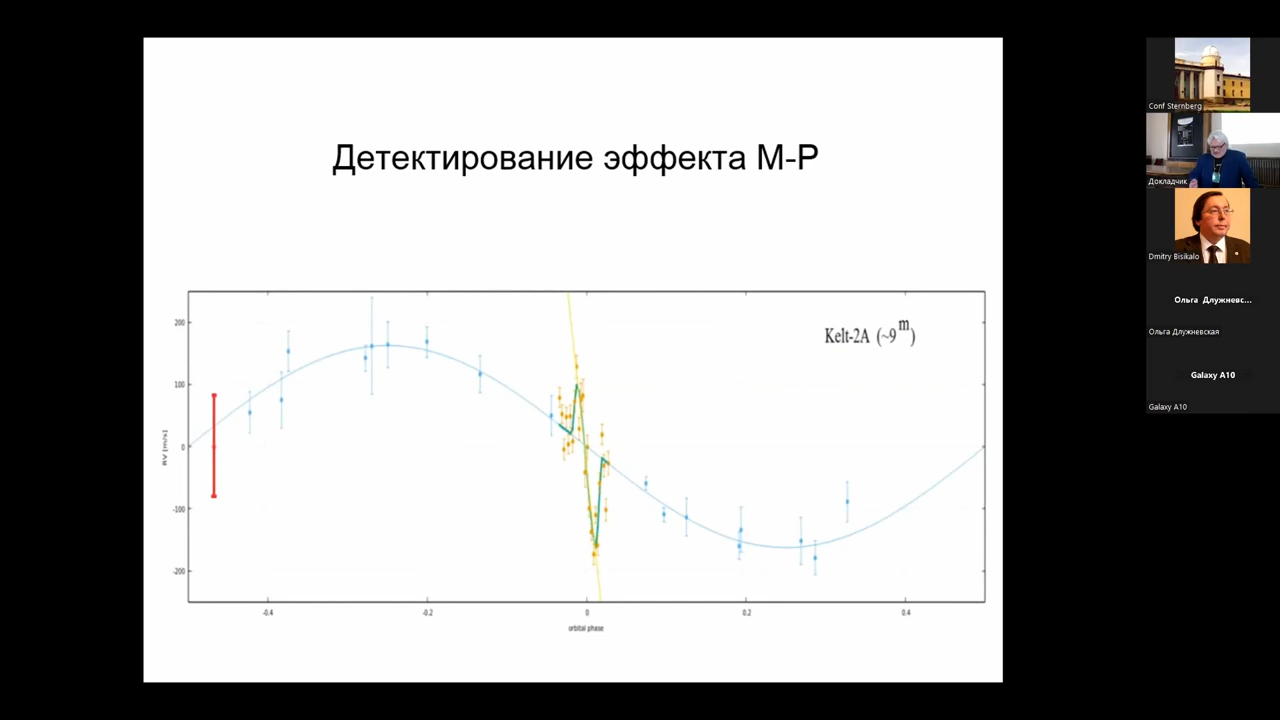 Детектирование эффекта М-Р
Kelt-2A (~9m)
200
100
0
-100
-200
RV [m/s]
-0.4
-0.2
0
0.2
0.4
orbital phase
Conf Sternberg
Докладчик
Dmitry Bisikalo
Ольга Длужневс...
Ольга Длужневская
Galaxy A10
Galaxy A10